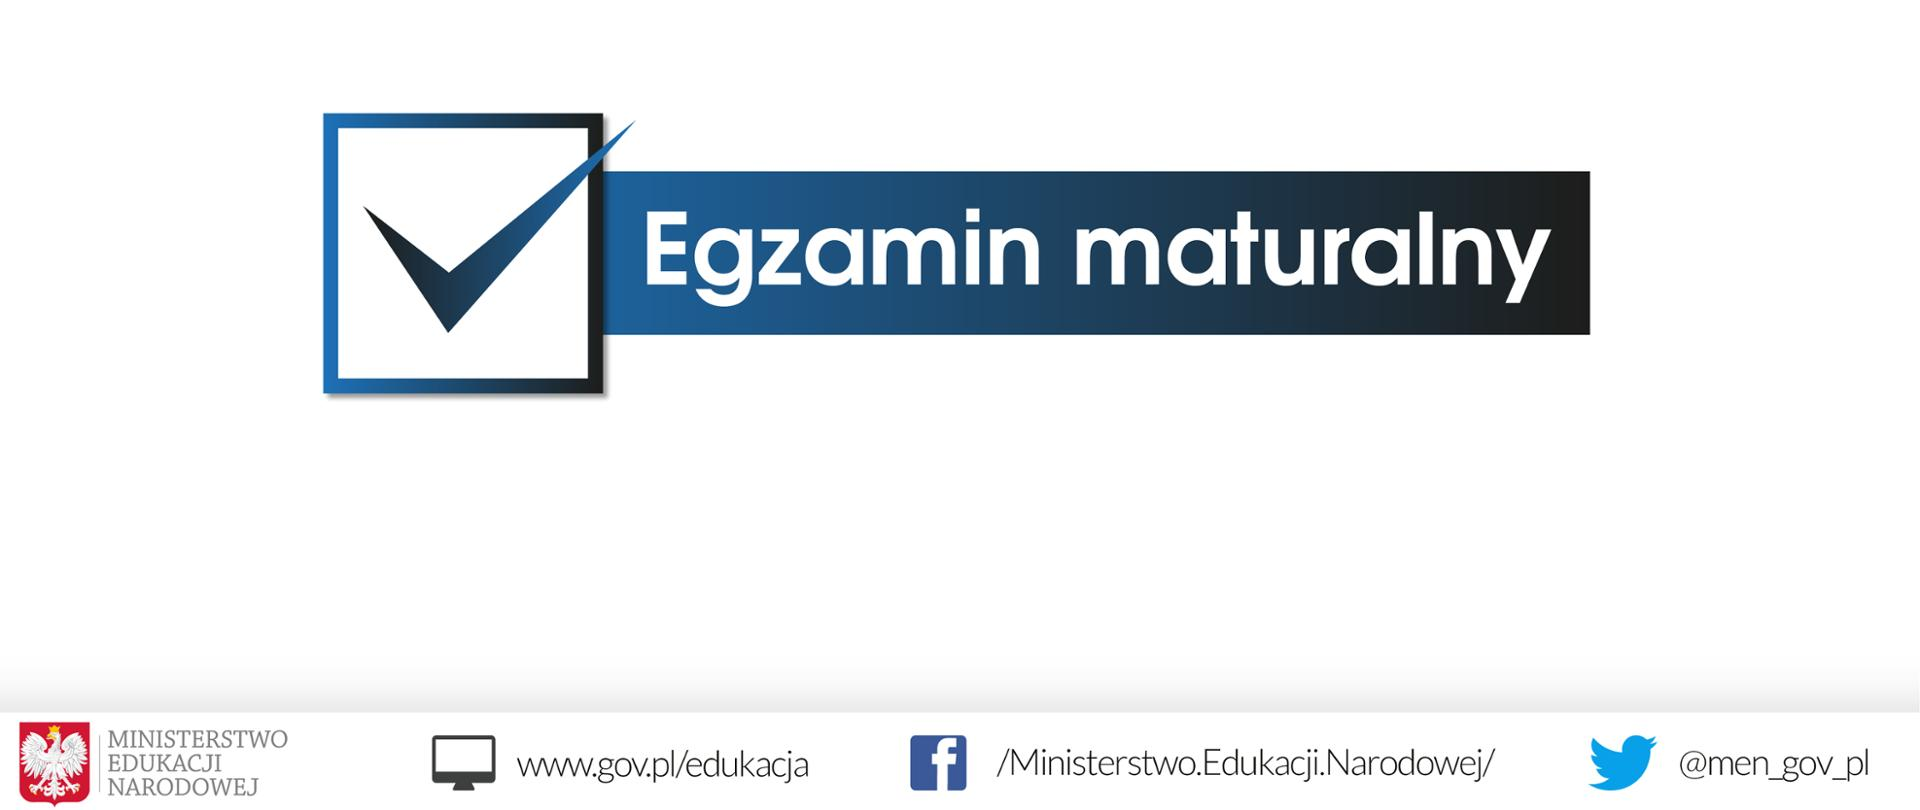 Egzamin maturalny
MINISTERSTWO
EDUKACJI
NARODOWEJ
www.gov.pl/edukacja
/Ministerstwo.Edukacji.Narodowej/
@men_gov_pl